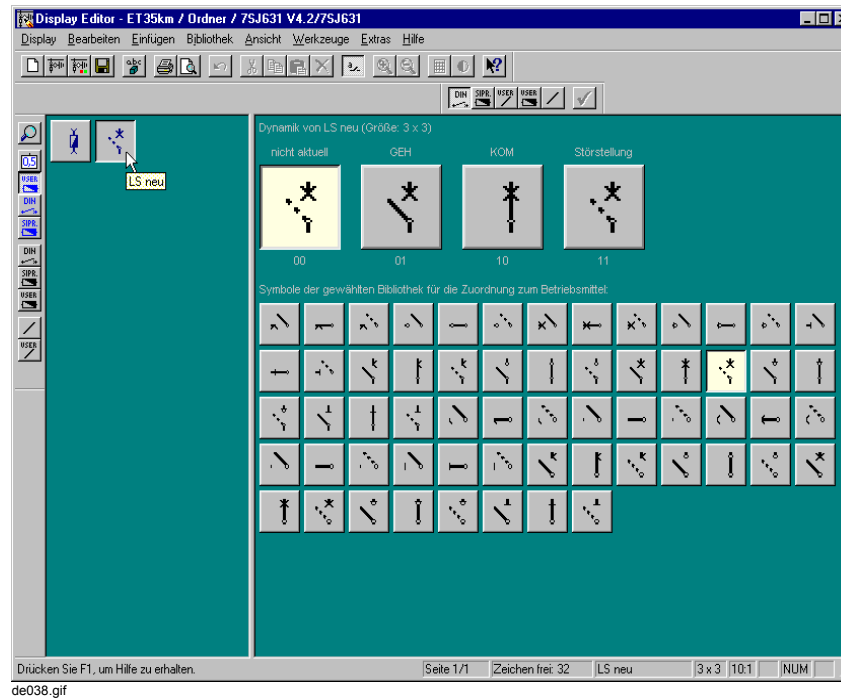 Display Editor - ET35km / Ordner / 7SJ631 V4.2/7SJ631
Display Bearbeiten Einfügen Bibliothek Ansicht Werkzeuge Extras Hilfe
abc
DIN SIPR. USER USER
0,5
USER
DIN
SIPR.
DIN
SIPR.
USER
USER
LS neu
Dynamik von LS neu (Größe: 3 x 3)
nicht aktuell GEH KOM Störstellung
00 01 10 11
Symbole der gewählten Bibliothek für die Zuordnung zum Betriebsmittel:
Drücken Sie F1, um Hilfe zu erhalten. Seite 1/1 Zeichen frei: 32 LS neu 3 x 3 10:1 NUM
de038.gif